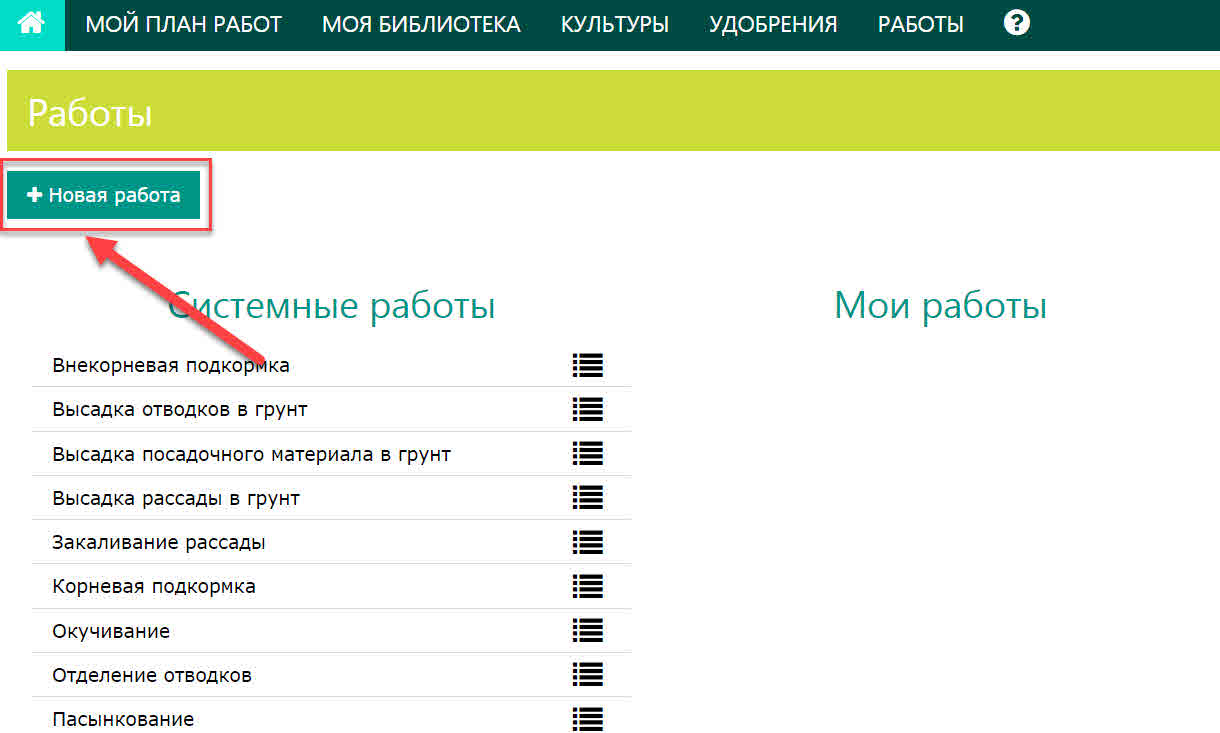 МОЙ ПЛАН РАБОТ МОЯ БИБЛИОТЕКА КУЛЬТУРЫ УДОБРЕНИЯ РАБОТЫ ?
Работы
+ Новая работа
Системные работы
Мои работы
Внекорневая подкормка
Высадка отводков в грунт
Высадка посадочного материала в грунт
Высадка рассады в грунт
Закаливание рассады
Корневая подкормка
Окучивание
Отделение отводков
Пасынкование